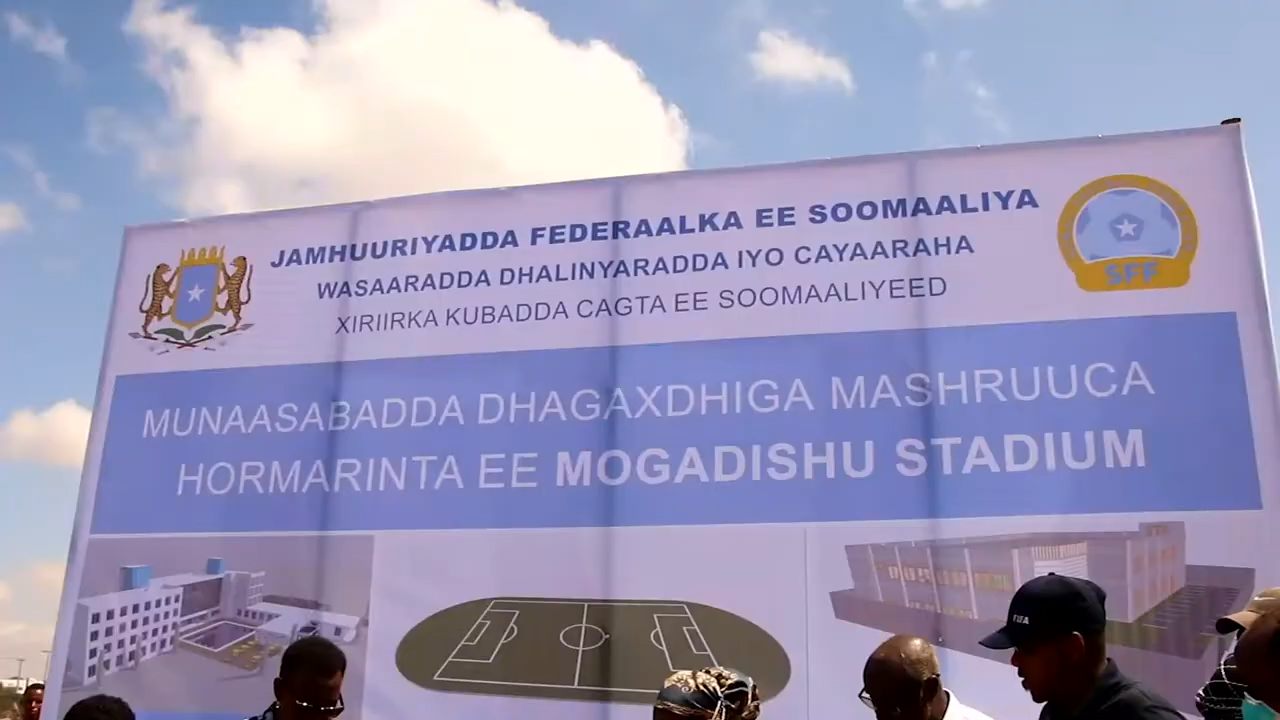 JAMHUURIYADDA FEDERAALKA EE SOOMAALIYA
WASAARADDA DHALINYARADDA IYO CAYAARAHA
XIRIIRKA KUBADDA CAGTA EE SOOMAALIYEED
SFF
MUNAASABADDA DHAGAXDHIGA MASHRUUCA
HORMARINTA EE MOGADISHU STADIUM
FIFA